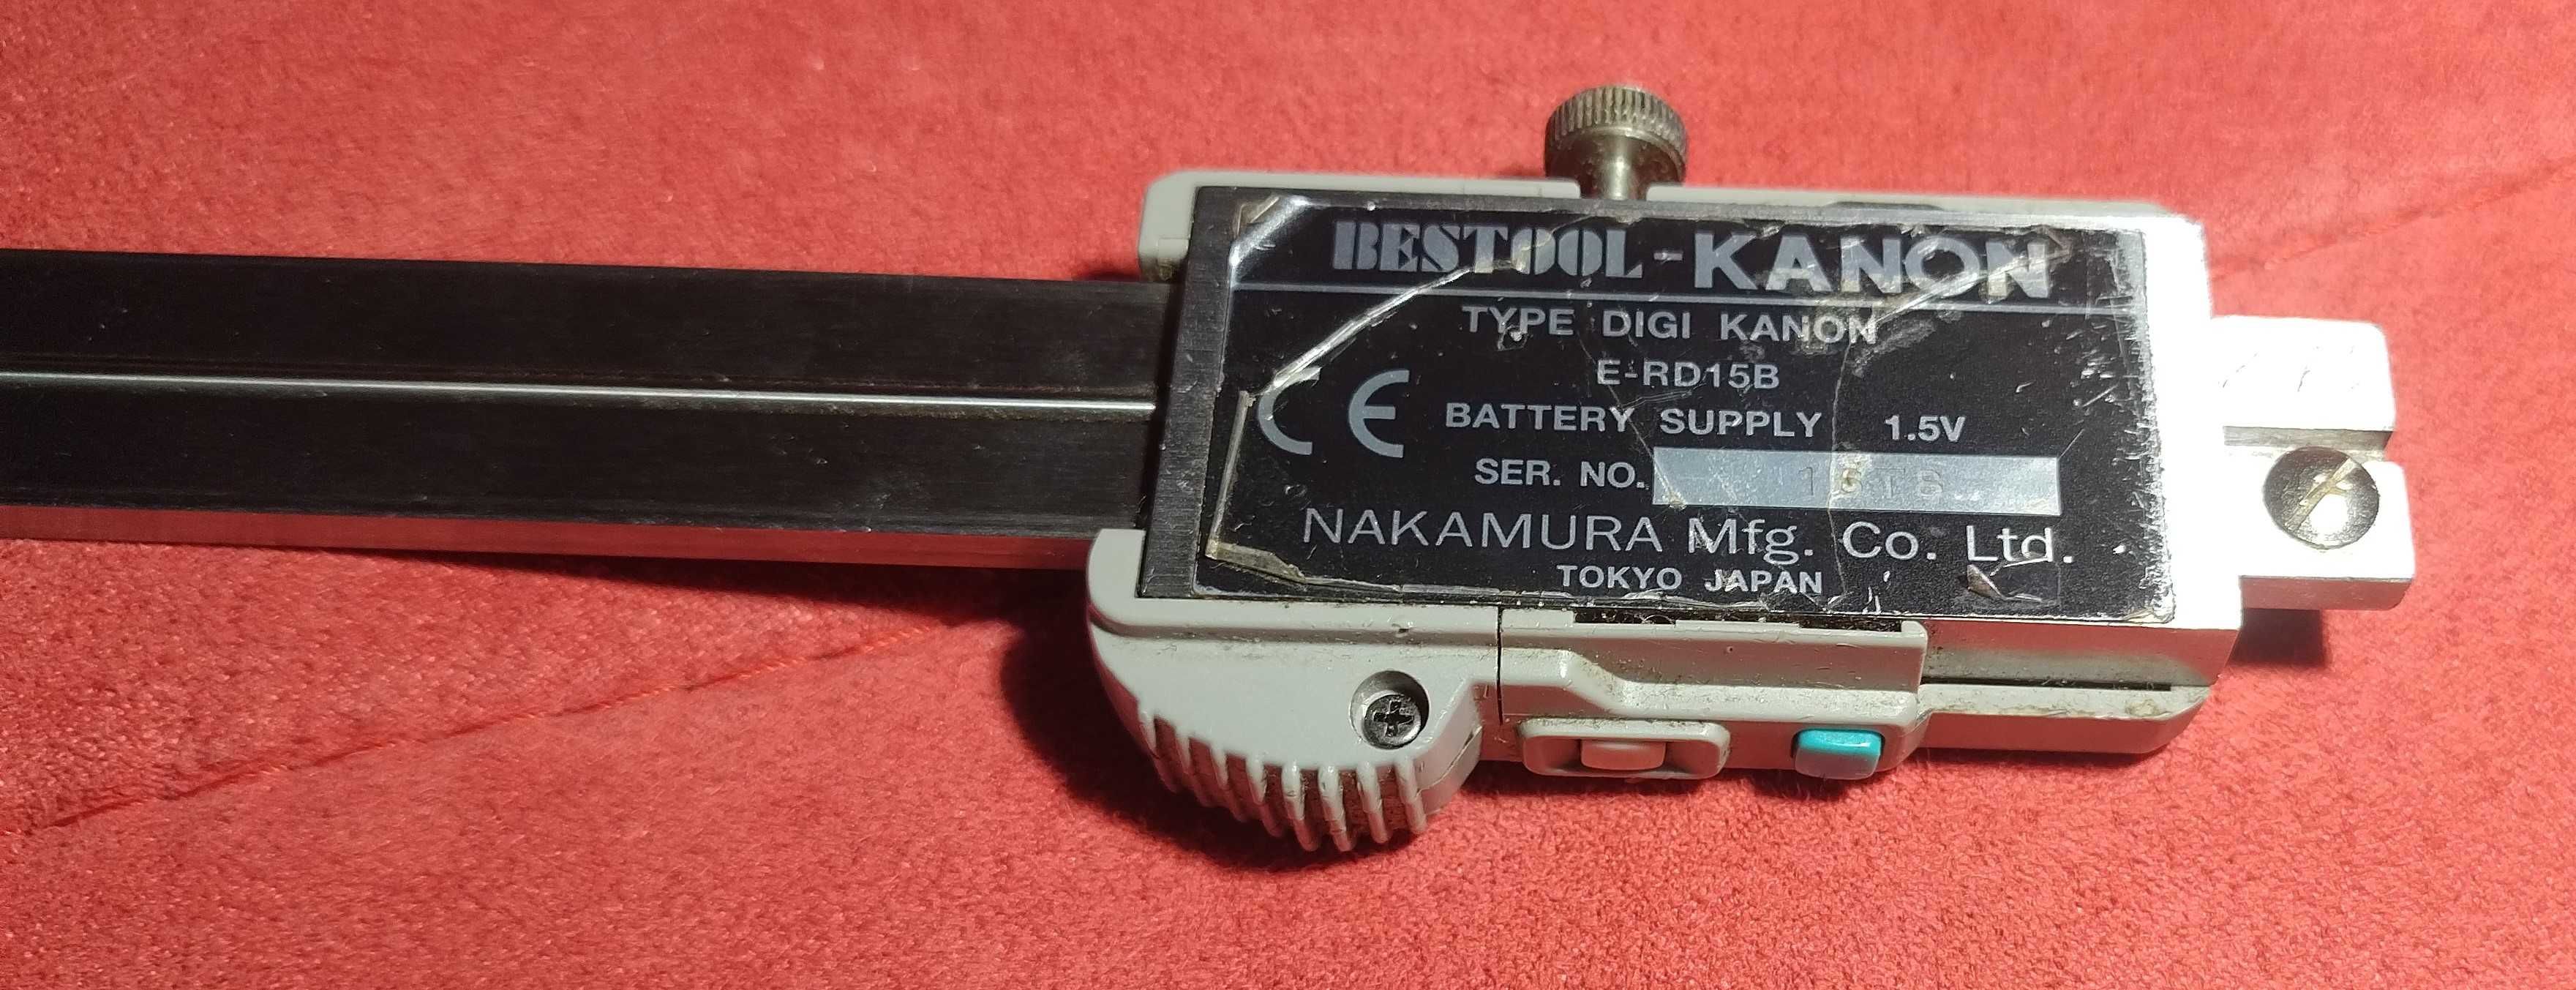 BESTOOL-KANON
TYPE DIGI KANON
E-RD15B
CE BATTERY SUPPLY 1.5V
SER. NO.
NAKAMURA Mfg. Co. Ltd.
TOKYO JAPAN